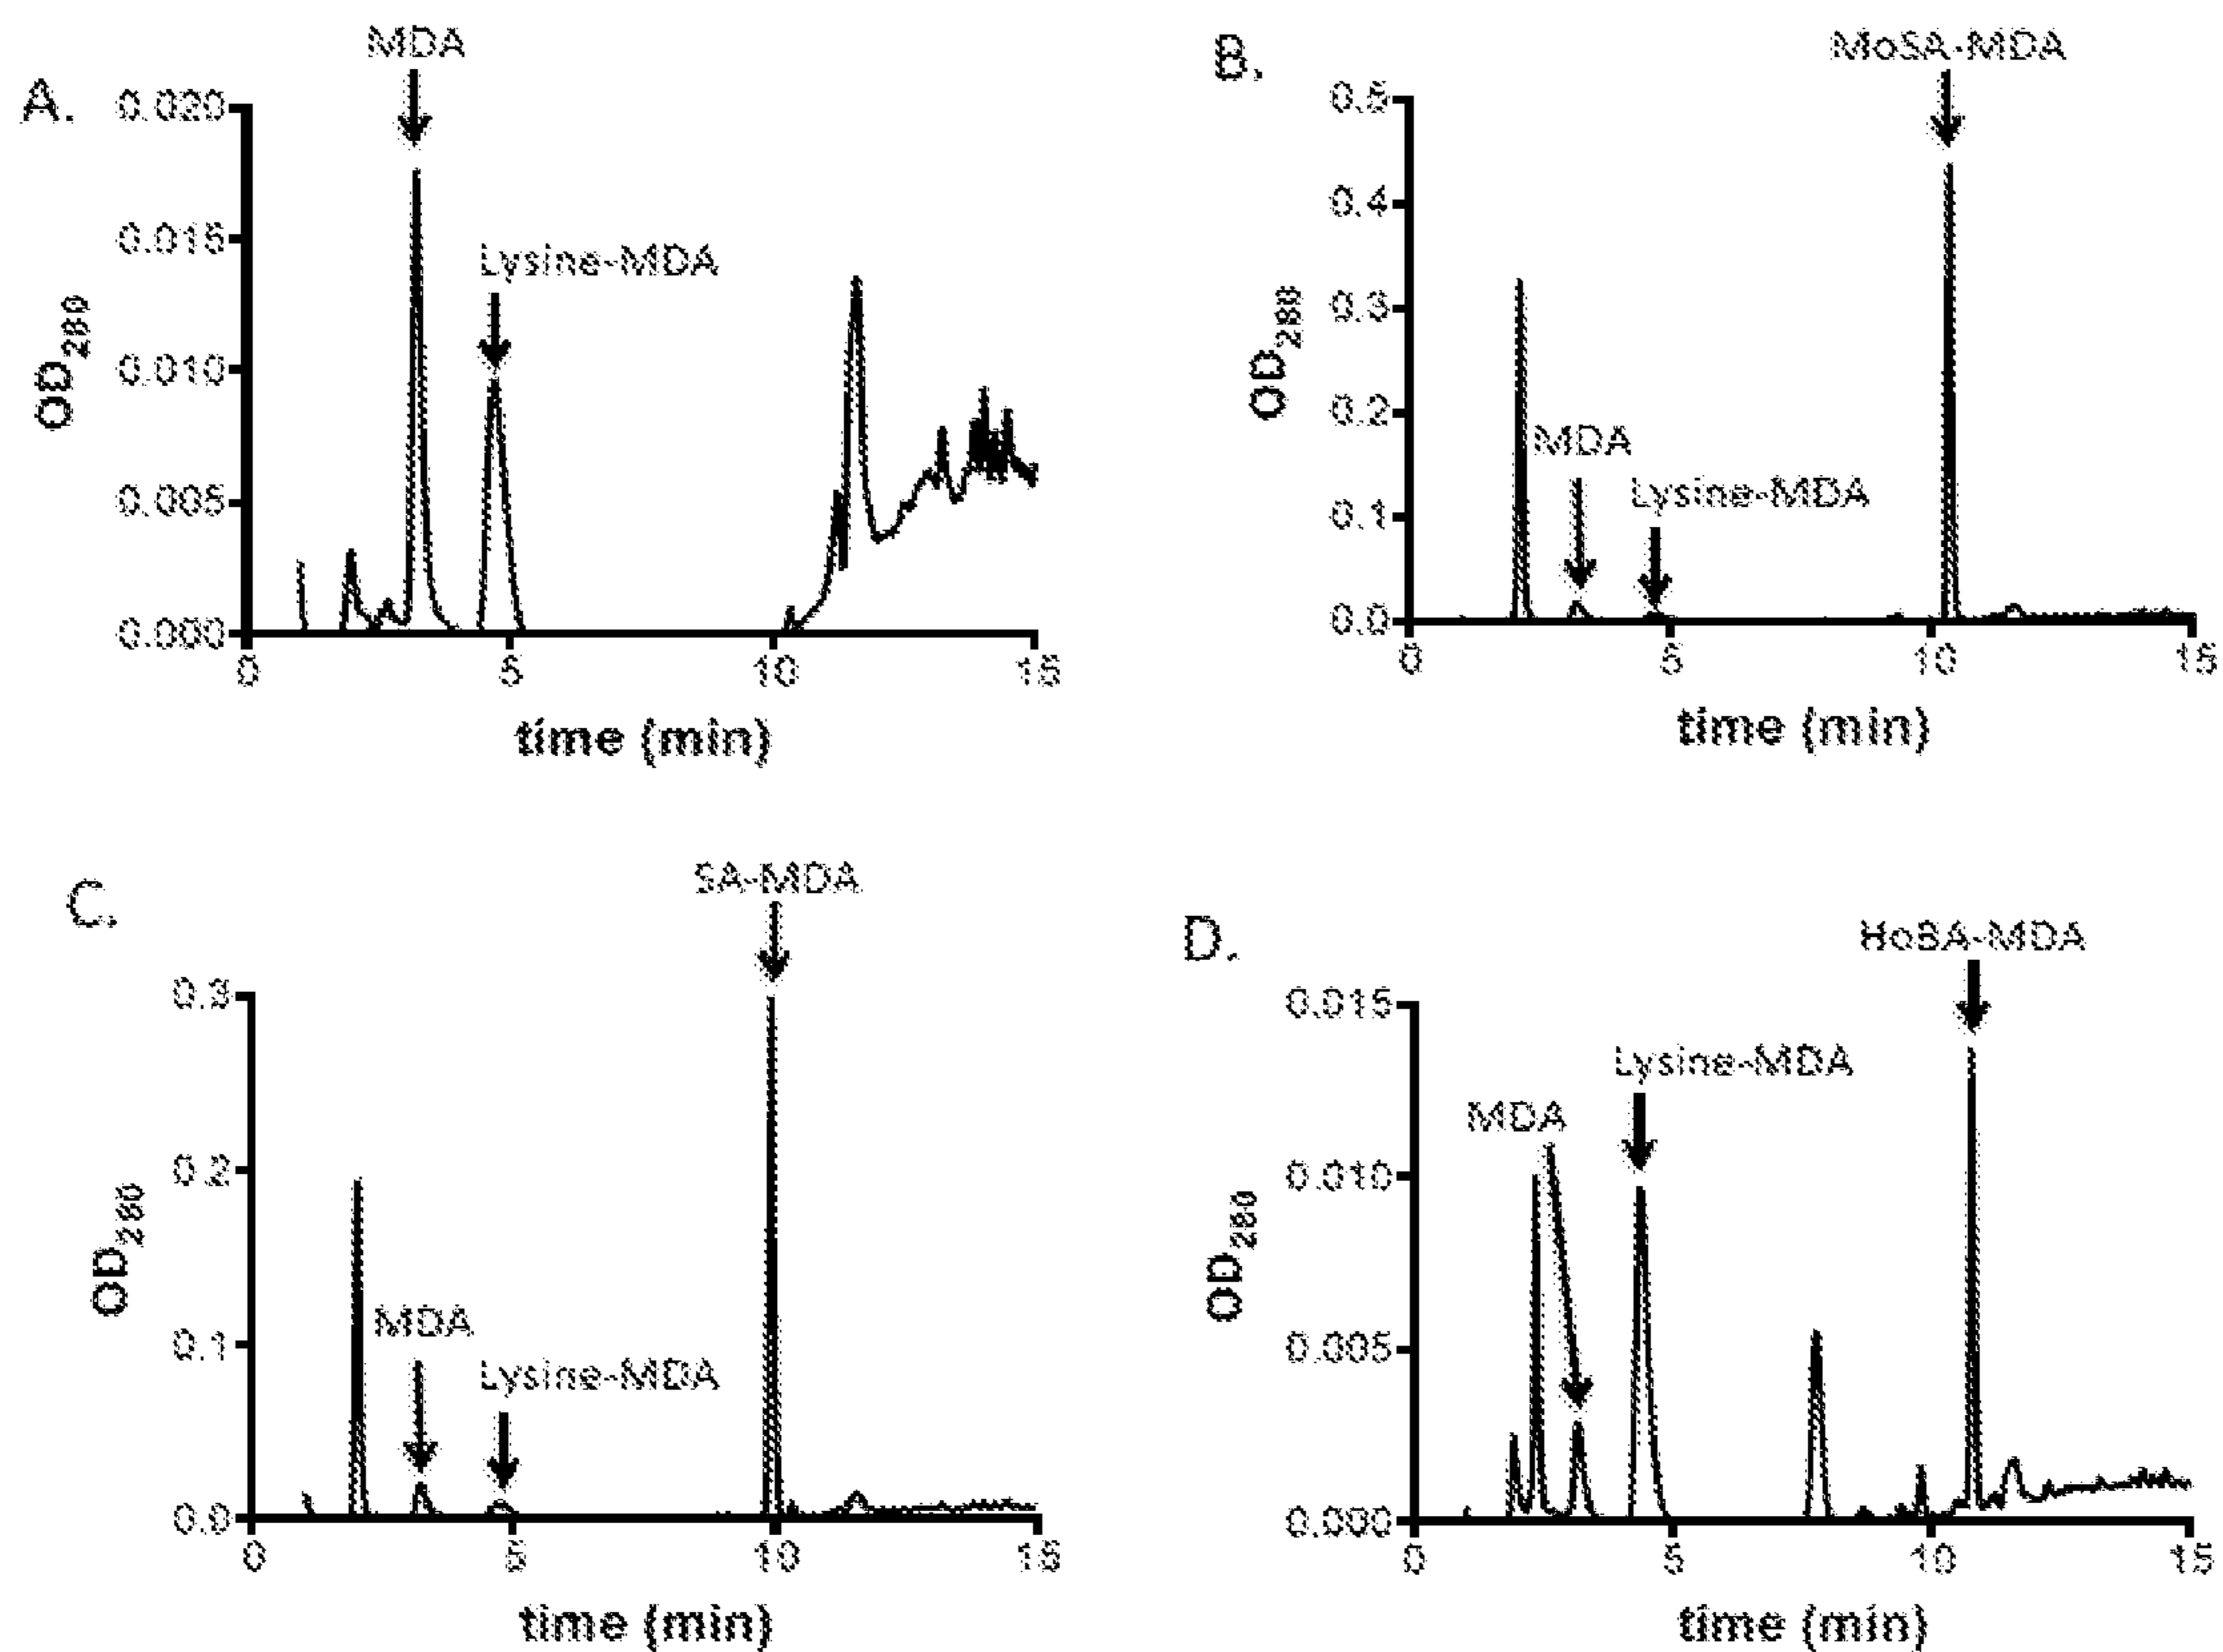 A.
MDA
Lysine-MDA
0.020
0.015
0.010
0.005
0.000
OD280
0 5 10 15
time (min)
B.
MoSA-MDA
MDA
Lysine-MDA
0.5
0.4
0.3
0.2
0.1
0.0
OD280
0 5 10 15
time (min)
C.
SA-MDA
MDA
Lysine-MDA
0.3
0.2
0.1
0.0
OD280
0 5 10 15
time (min)
D.
HoBA-MDA
Lysine-MDA
MDA
0.015
0.010
0.005
0.000
OD280
0 5 10 15
time (min)